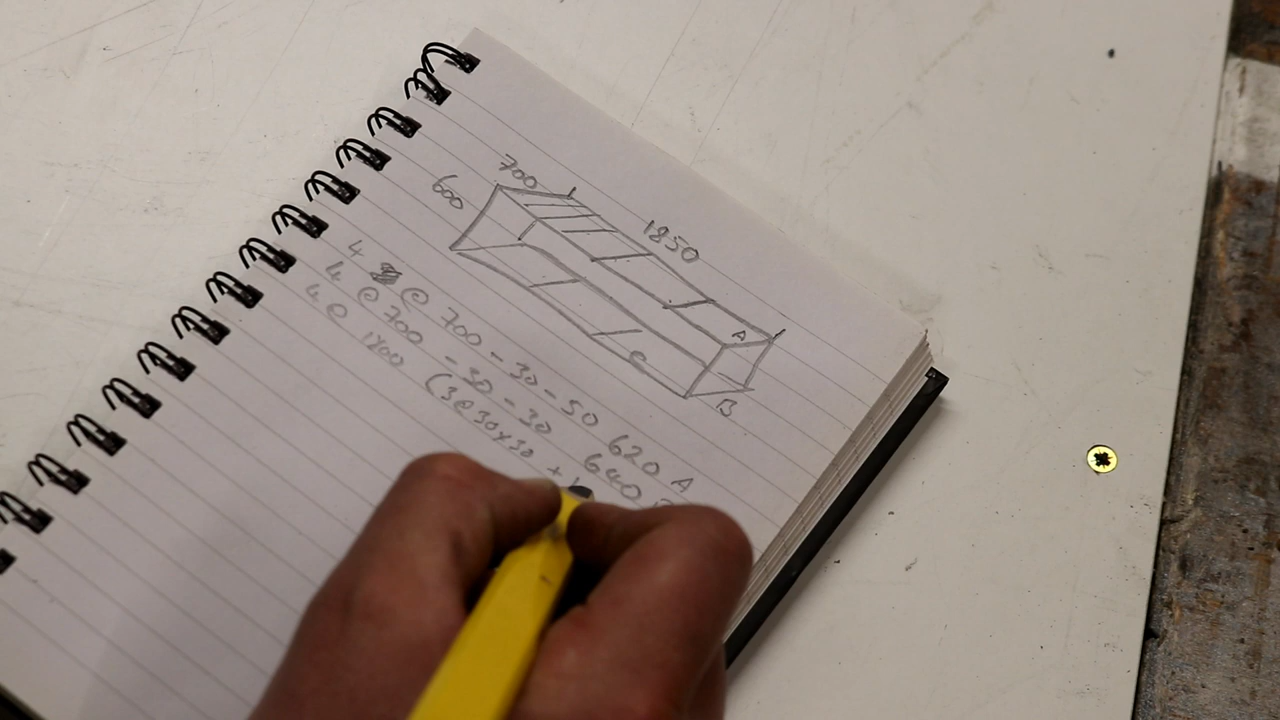 700
600
1850
A
B
C
4 @ 700 - 30 - 50 620 A
4 @ 700 - 30 - 30 640
4 @ 1800 (3@30x30 +